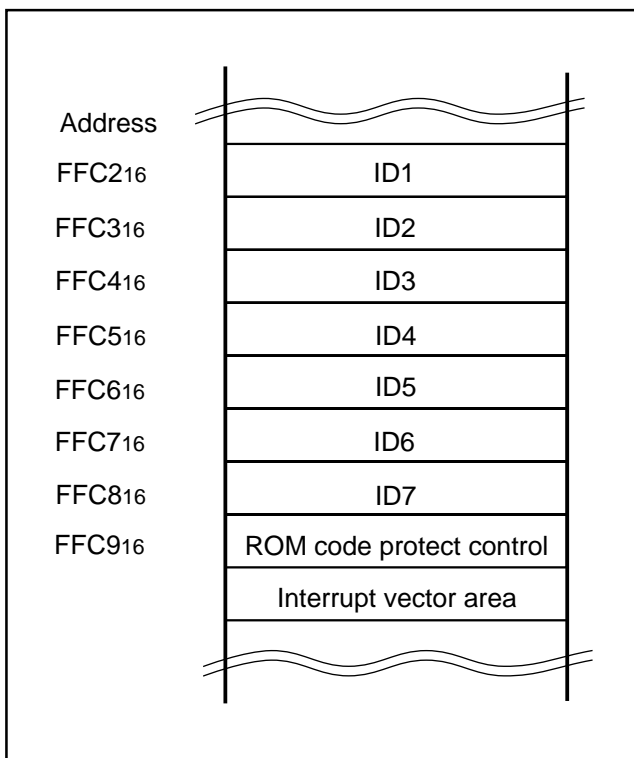 Address
FFC216 ID1
FFC316 ID2
FFC416 ID3
FFC516 ID4
FFC616 ID5
FFC716 ID6
FFC816 ID7
FFC916 ROM code protect control
Interrupt vector area